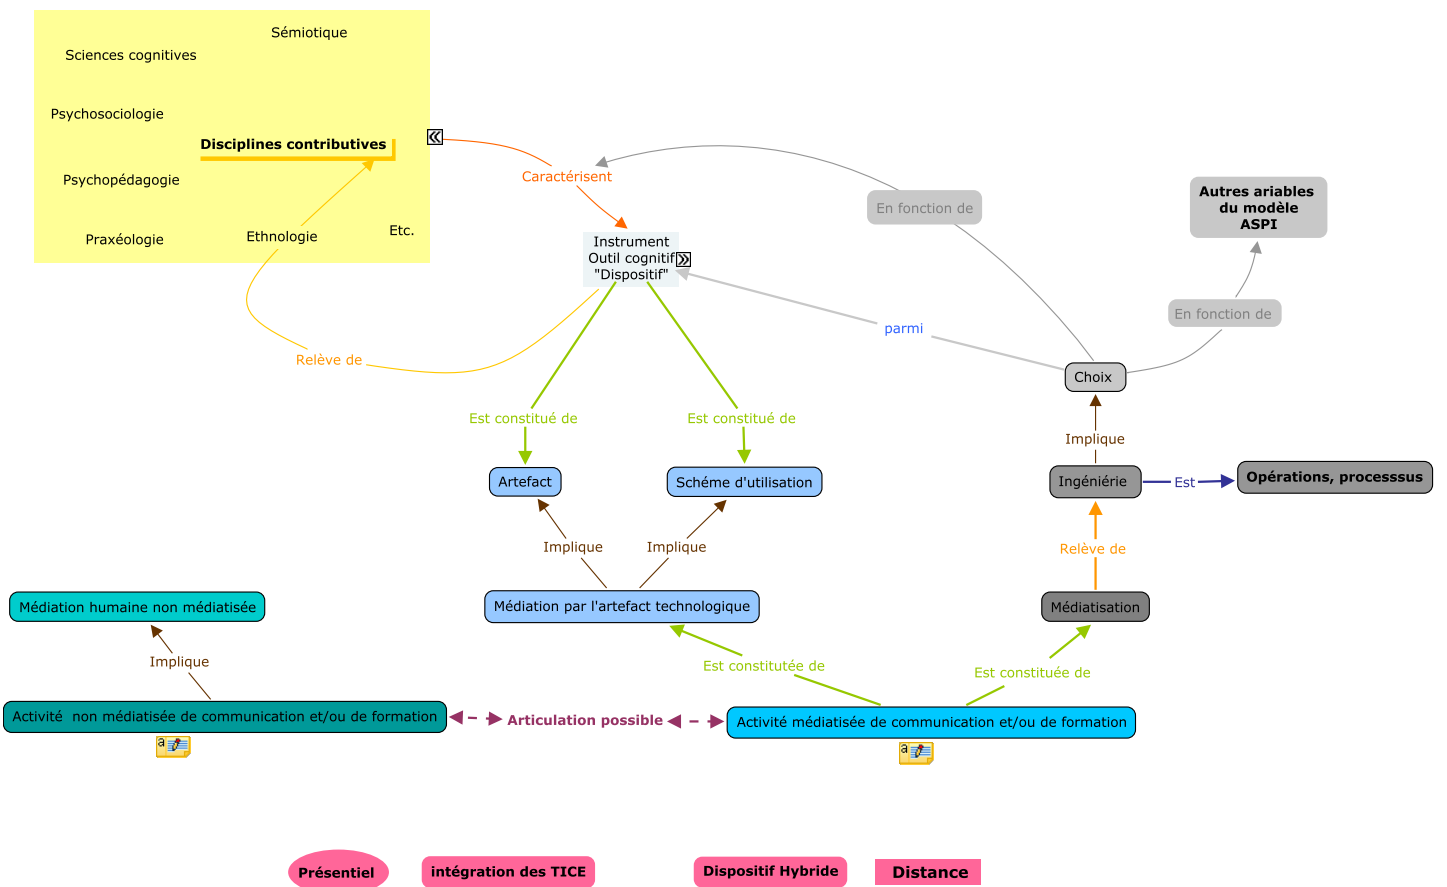 Sémiotique
Sciences cognitives
Psychosociologie
Disciplines contributives
Psychopédagogie
Praxéologie
Ethnologie
Etc.
Caractérisent
Instrument
Outil cognitif
"Dispositif"
En fonction de
Autres ariables
du modèle
ASPI
En fonction de
parmi
Relève de
Choix
Est constitué de
Est constitué de
Implique
Artefact
Schéme d'utilisation
Ingéniérie
Est
Opérations, processsus
Implique
Implique
Relève de
Médiation humaine non médiatisée
Médiation par l'artefact technologique
Médiatisation
Implique
Est constitutée de
Est constituée de
Activité  non médiatisée de communication et/ou de formation
Articulation possible
Activité médiatisée de communication et/ou de formation
a
a
Présentiel
intégration des TICE
Dispositif Hybride
Distance